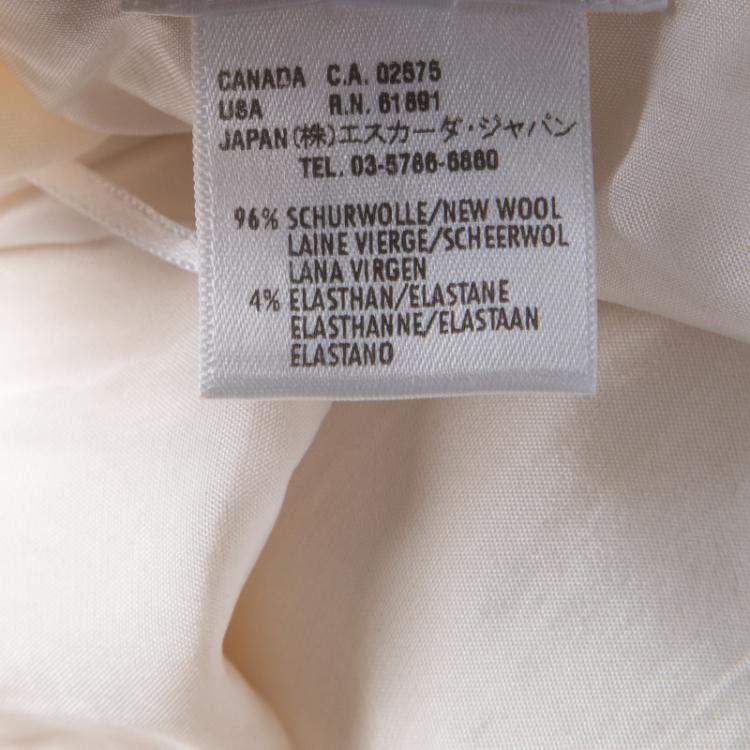 CANADA C.A. 02575
USA R.N. 61891
JAPAN (株)エスカーダ・ジャパン
TEL. 03-5786-6860
96% SCHURWOLLE/NEW WOOL
LAINE VIERGE/SCHEERWOL
LANA VIRGEN
4% ELASTHAN/ELASTANE
ELASTHANNE/ELASTAAN
ELASTANO